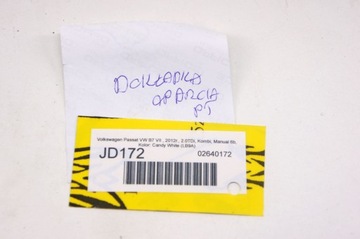 DOKŁADKA
OPARCIA
PT
Volkswagen Passat VW B7 VII , 2012r., 2.0TDI, Kombi, Manual 6b,
Kolor: Candy White (LB9A)
JD172
02640172